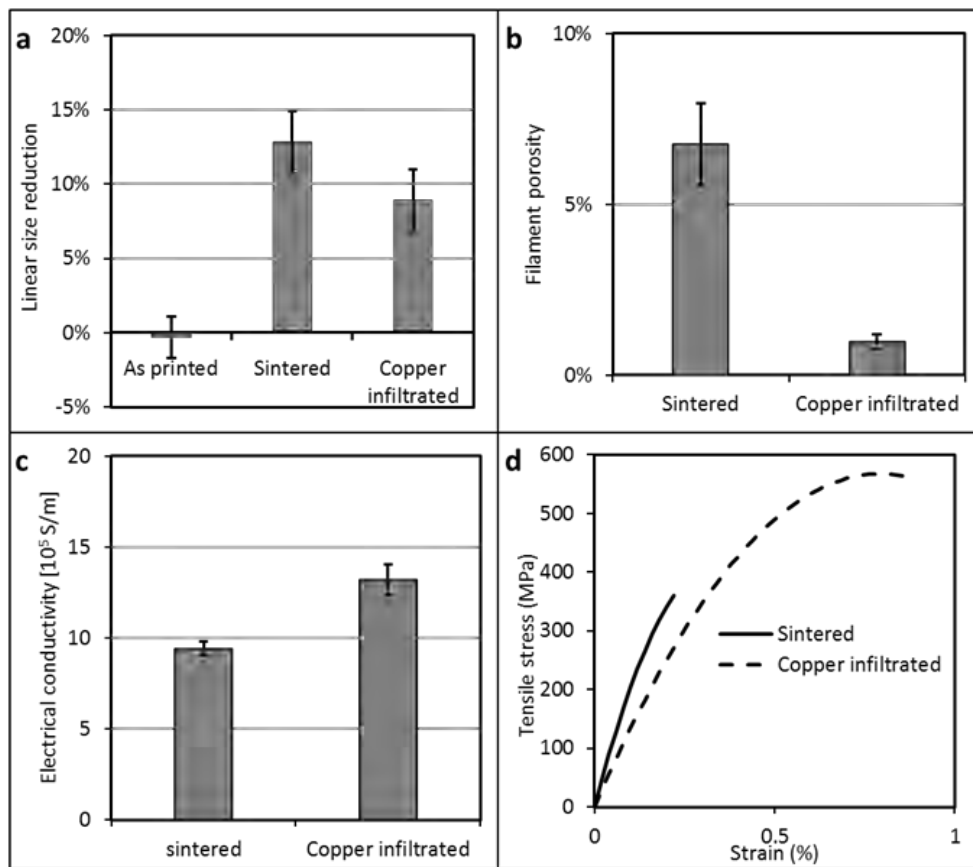 a
20%
15%
10%
5%
0%
-5%
Linear size reduction
As printed
Sintered
Copper
infiltrated
b
10%
5%
0%
Filament porosity
Sintered
Copper infiltrated
c
20
15
10
5
0
Electrical conductivity [10⁵ S/m]
sintered
Copper infiltrated
d
600
500
400
300
200
100
0
Tensile stress (MPa)
Sintered
Copper infiltrated
0
0.5
1
Strain (%)